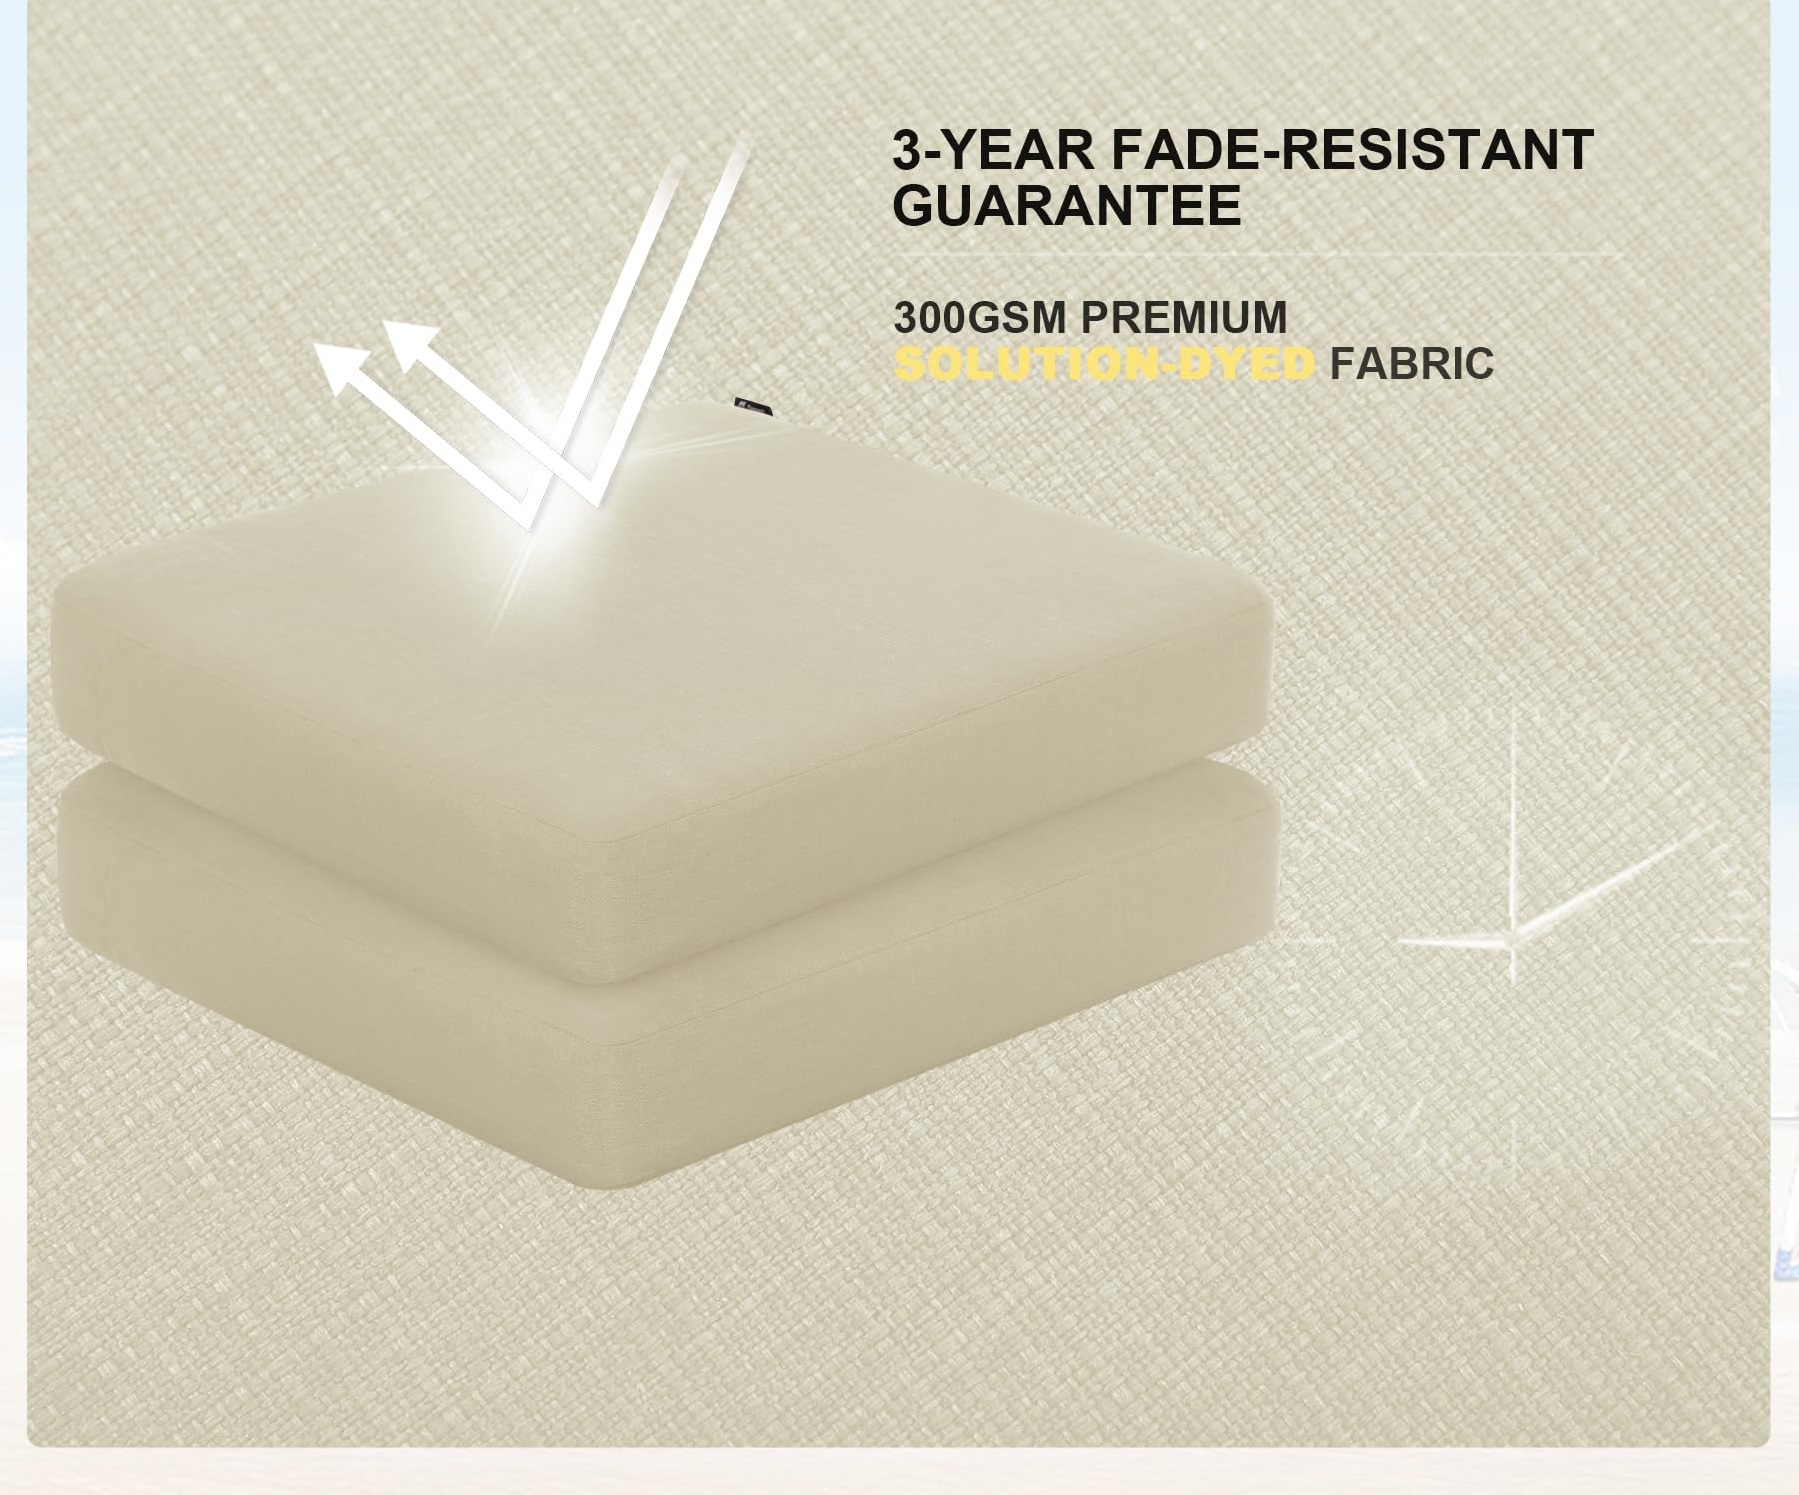 3-YEAR FADE-RESISTANT
GUARANTEE
300GSM PREMIUM
SOLUTION-DYED FABRIC